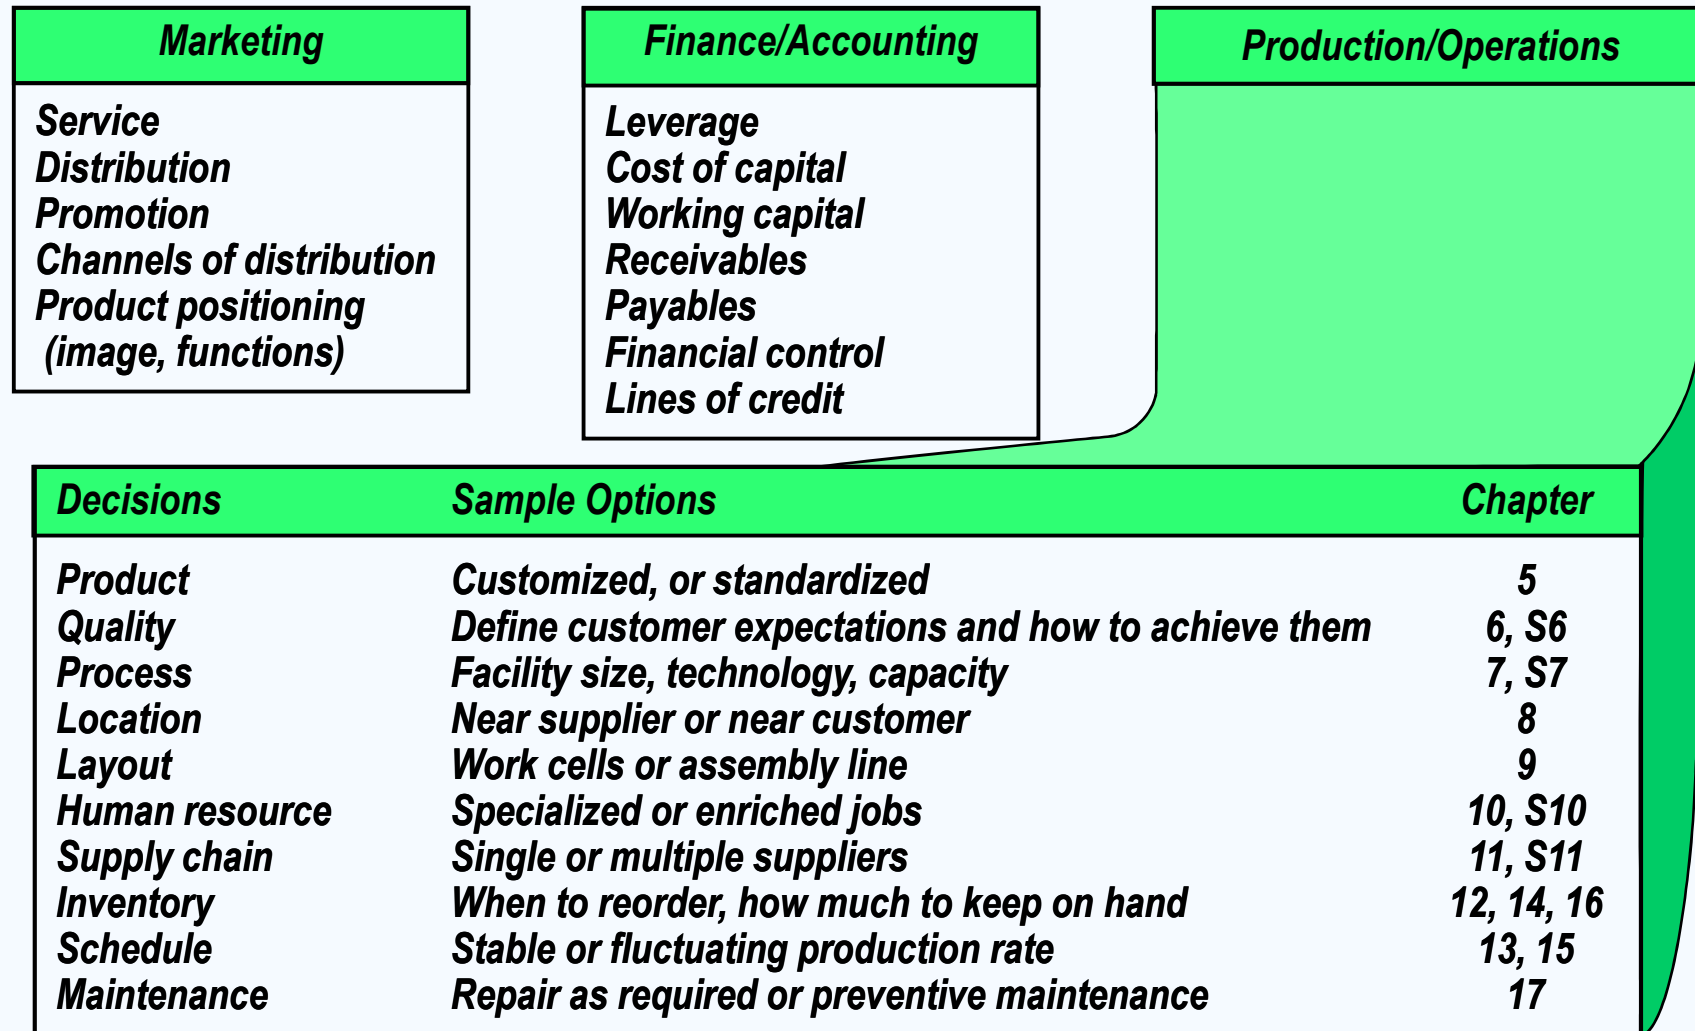 Marketing
Service
Distribution
Promotion
Channels of distribution
Product positioning
(image, functions)
Finance/Accounting
Leverage
Cost of capital
Working capital
Receivables
Payables
Financial control
Lines of credit
Production/Operations
Decisions Sample Options Chapter
Product Customized, or standardized 5
Quality Define customer expectations and how to achieve them 6, S6
Process Facility size, technology, capacity 7, S7
Location Near supplier or near customer 8
Layout Work cells or assembly line 9
Human resource Specialized or enriched jobs 10, S10
Supply chain Single or multiple suppliers 11, S11
Inventory When to reorder, how much to keep on hand 12, 14, 16
Schedule Stable or fluctuating production rate 13, 15
Maintenance Repair as required or preventive maintenance 17